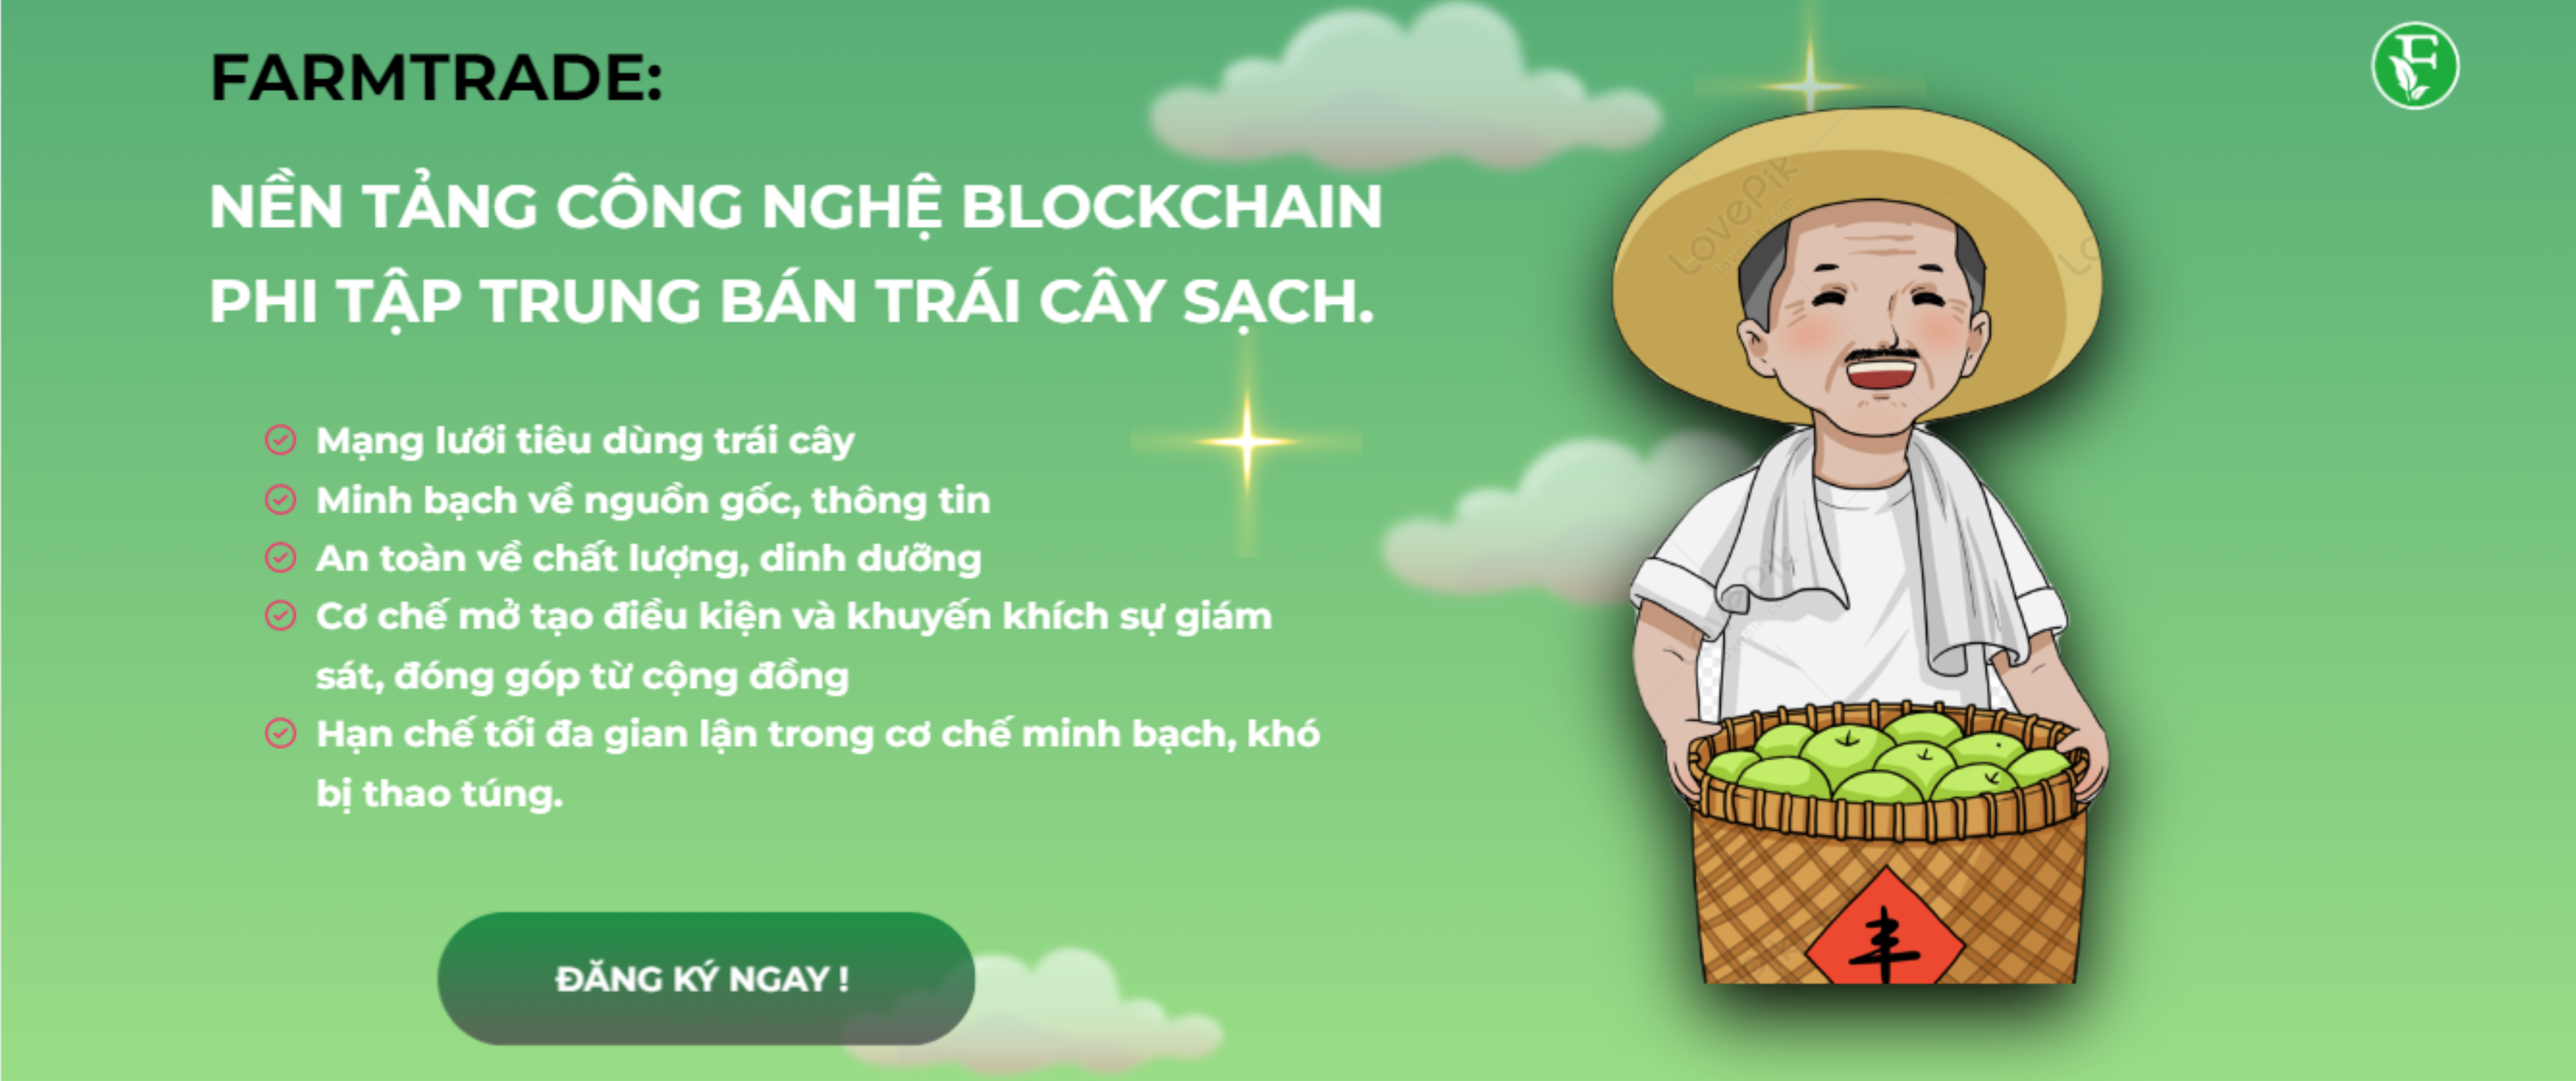 FARMTRADE:
NỀN TẢNG CÔNG NGHỆ BLOCKCHAIN
PHI TẬP TRUNG BÁN TRÁI CÂY SẠCH.
Mạng lưới tiêu dùng trái cây
Minh bạch về nguồn gốc, thông tin
An toàn về chất lượng, dinh dưỡng
Cơ chế mở tạo điều kiện và khuyến khích sự giám
sát, đóng góp từ cộng đồng
Hạn chế tối đa gian lận trong cơ chế minh bạch, khó
bị thao túng.
ĐĂNG KÝ NGAY !
F
LovePik
丰